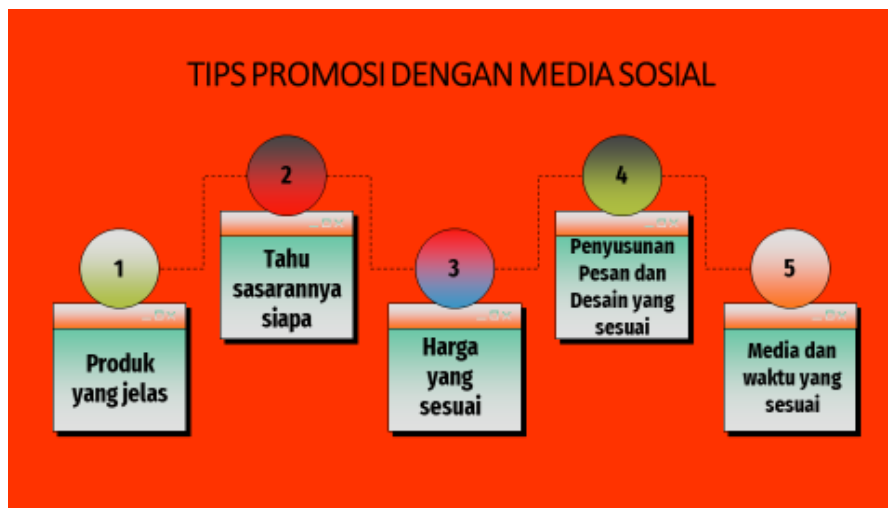 TIPS PROMOSI DENGAN MEDIA SOSIAL
1
Produk
yang jelas
2
Tahu
sasarannya
siapa
3
Harga
yang
sesuai
4
Penyusunan
Pesan dan
Desain yang
sesuai
5
Media dan
waktu yang
sesuai